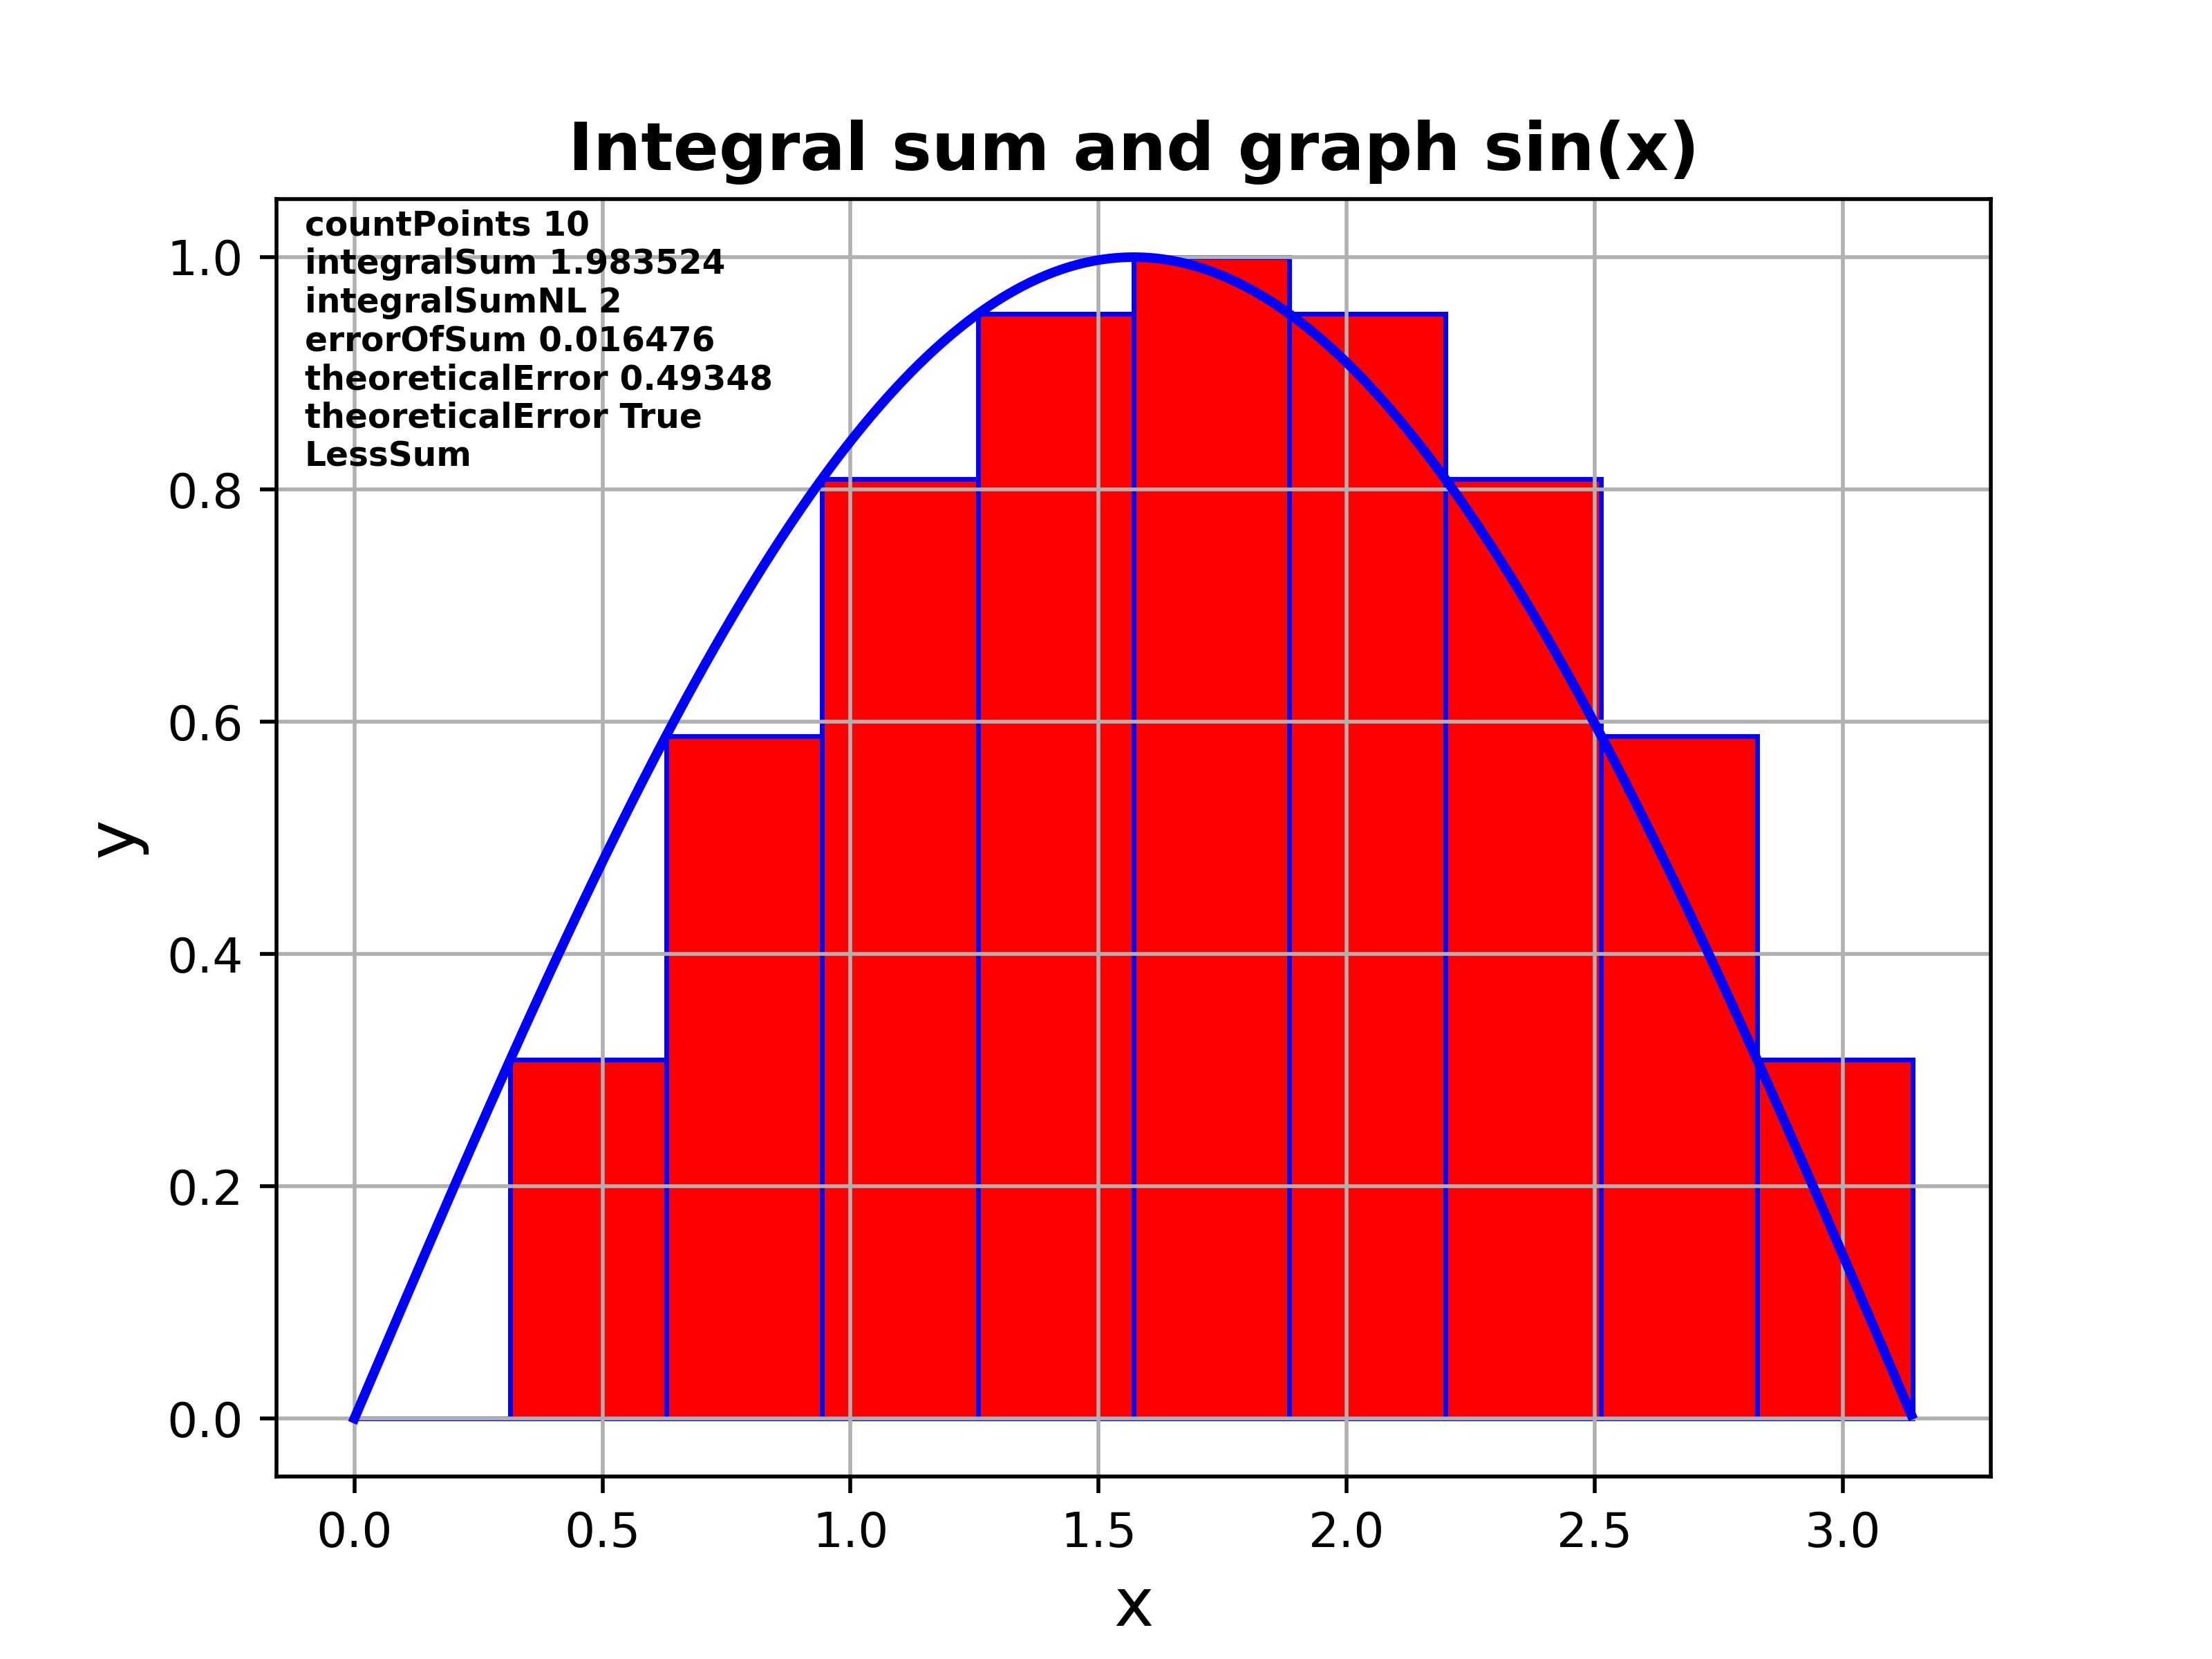 Integral sum and graph sin(x)
countPoints 10
integralSum 1.983524
integralSumNL 2
errorOfSum 0.016476
theoreticalError 0.49348
theoreticalError True
LessSum
1.0
0.8
0.6
0.4
0.2
0.0
y
0.0 0.5 1.0 1.5 2.0 2.5 3.0
x